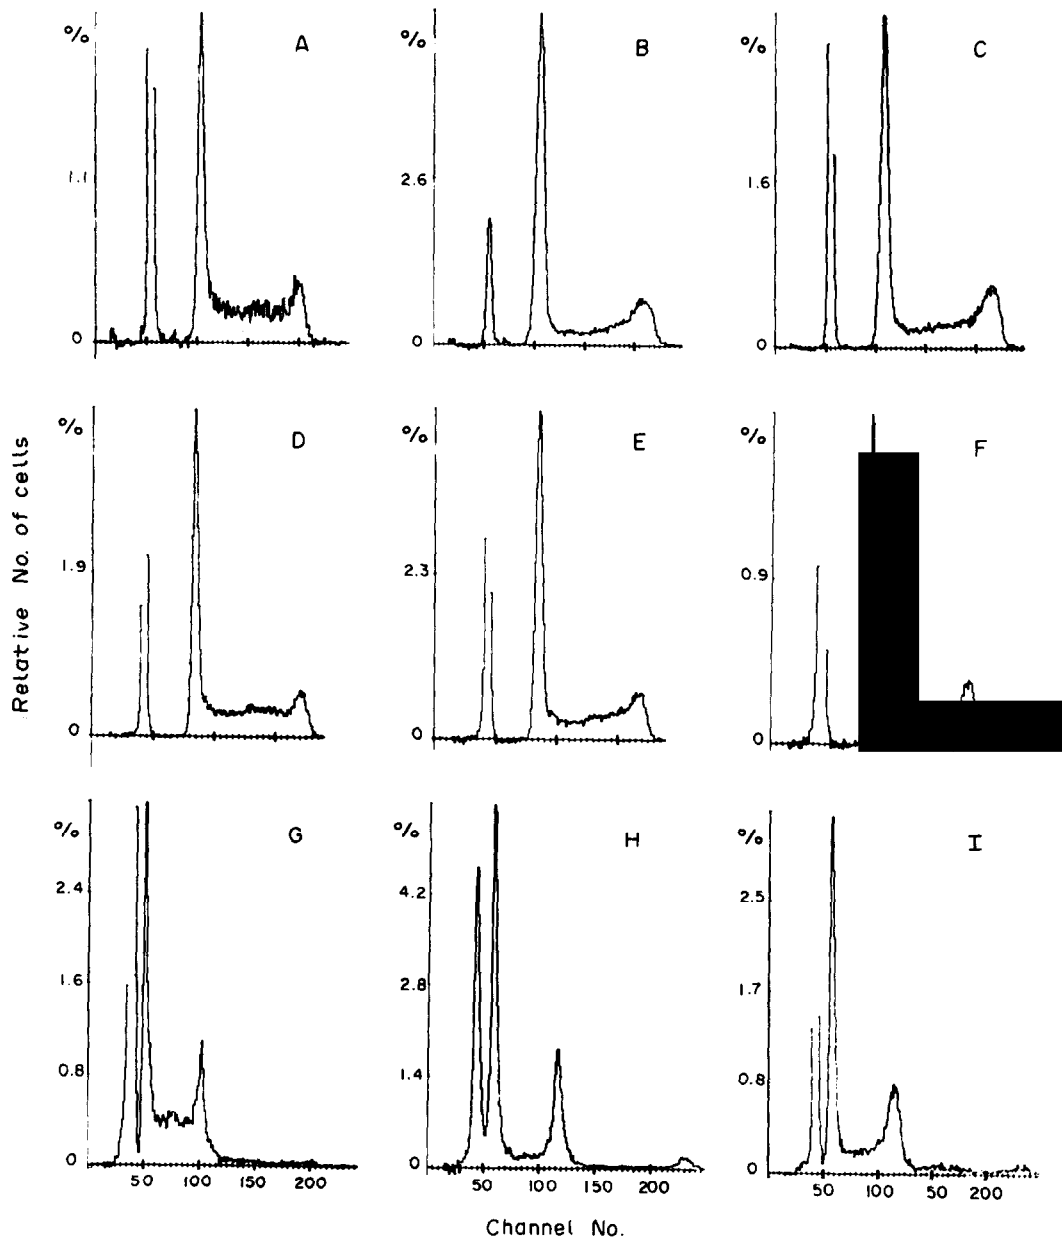 % A
1.1
0
% B
2.6
0
% C
1.6
0
Relative No. of cells
% D
1.9
0
% E
2.3
0
% F
0.9
0
% G
2.4
1.6
0.8
0
50 100 150 200
% H
4.2
2.8
1.4
0
50 100 150 200
% I
2.5
1.7
0.8
0
50 100 50 200
Channel No.